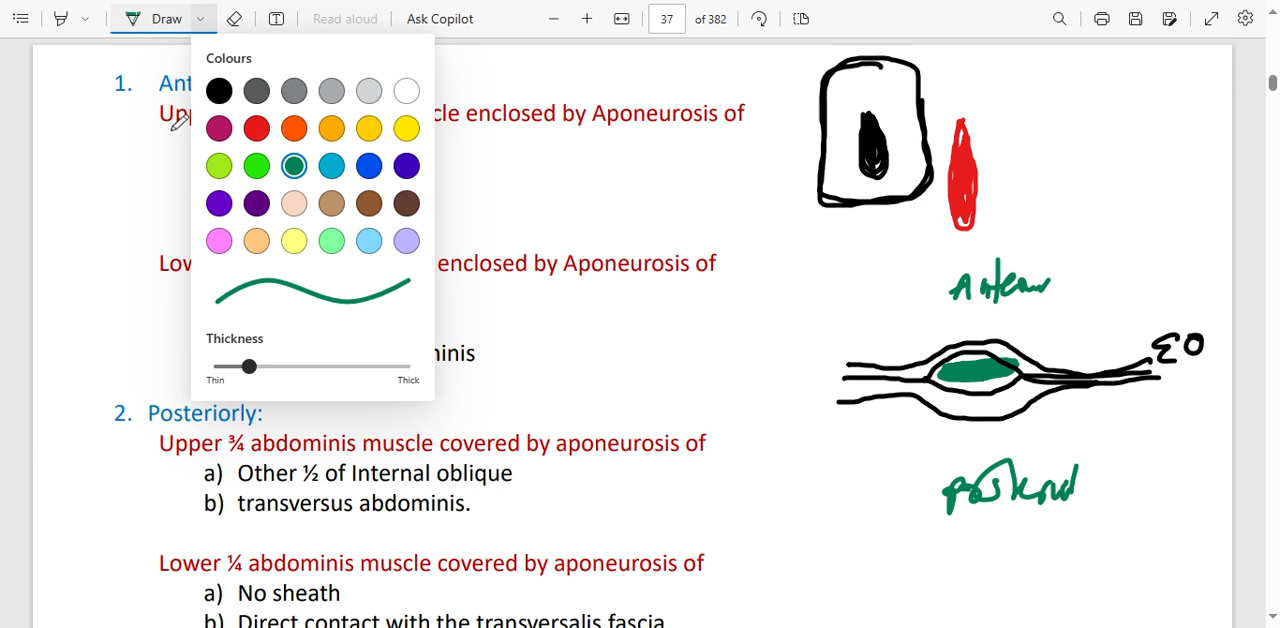 Draw
Read aloud
Ask Copilot
37 of 382
Colours
Thickness
Thin Thick
1. Ant
Upp cle enclosed by Aponeurosis of
Low enclosed by Aponeurosis of
minis
2. Posteriorly:
Upper ¾ abdominis muscle covered by aponeurosis of
a) Other ½ of Internal oblique
b) transversus abdominis.
Lower ¼ abdominis muscle covered by aponeurosis of
a) No sheath
b) Direct contact with the transversalis fascia
EO